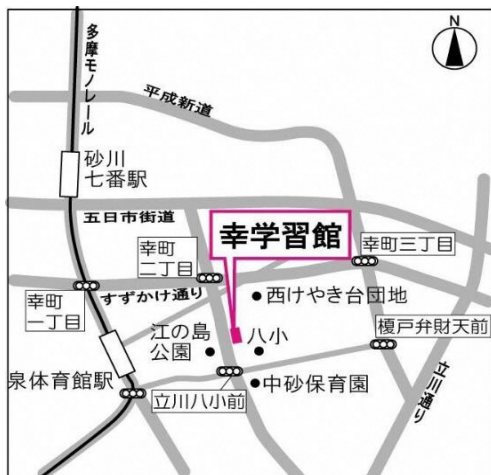 N
多摩モノレール
平成新道
砂川
七番駅
五日市街道
幸学習館
幸町
二丁目
幸町三丁目
すずかけ通り
幸町
一丁目
西けやき台団地
江の島
公園
八小
榎戸弁財天前
泉体育館駅
立川八小前
中砂保育園
立川通り